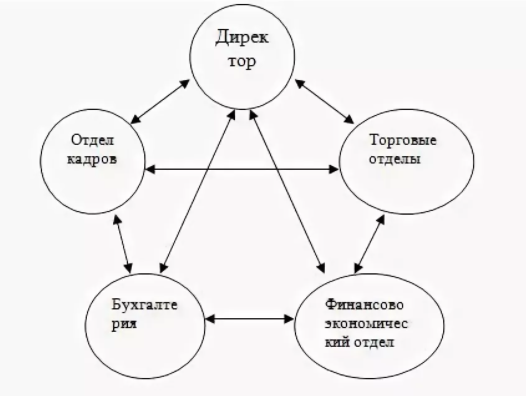 Дирек
тор
Отдел
кадров
Торговые
отделы
Бухгалте
рия
Финансово
экономичес
кий отдел